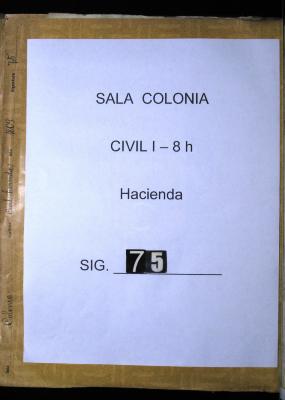 SALA COLONIA
CIVIL I – 8 h
Hacienda
SIG. 75